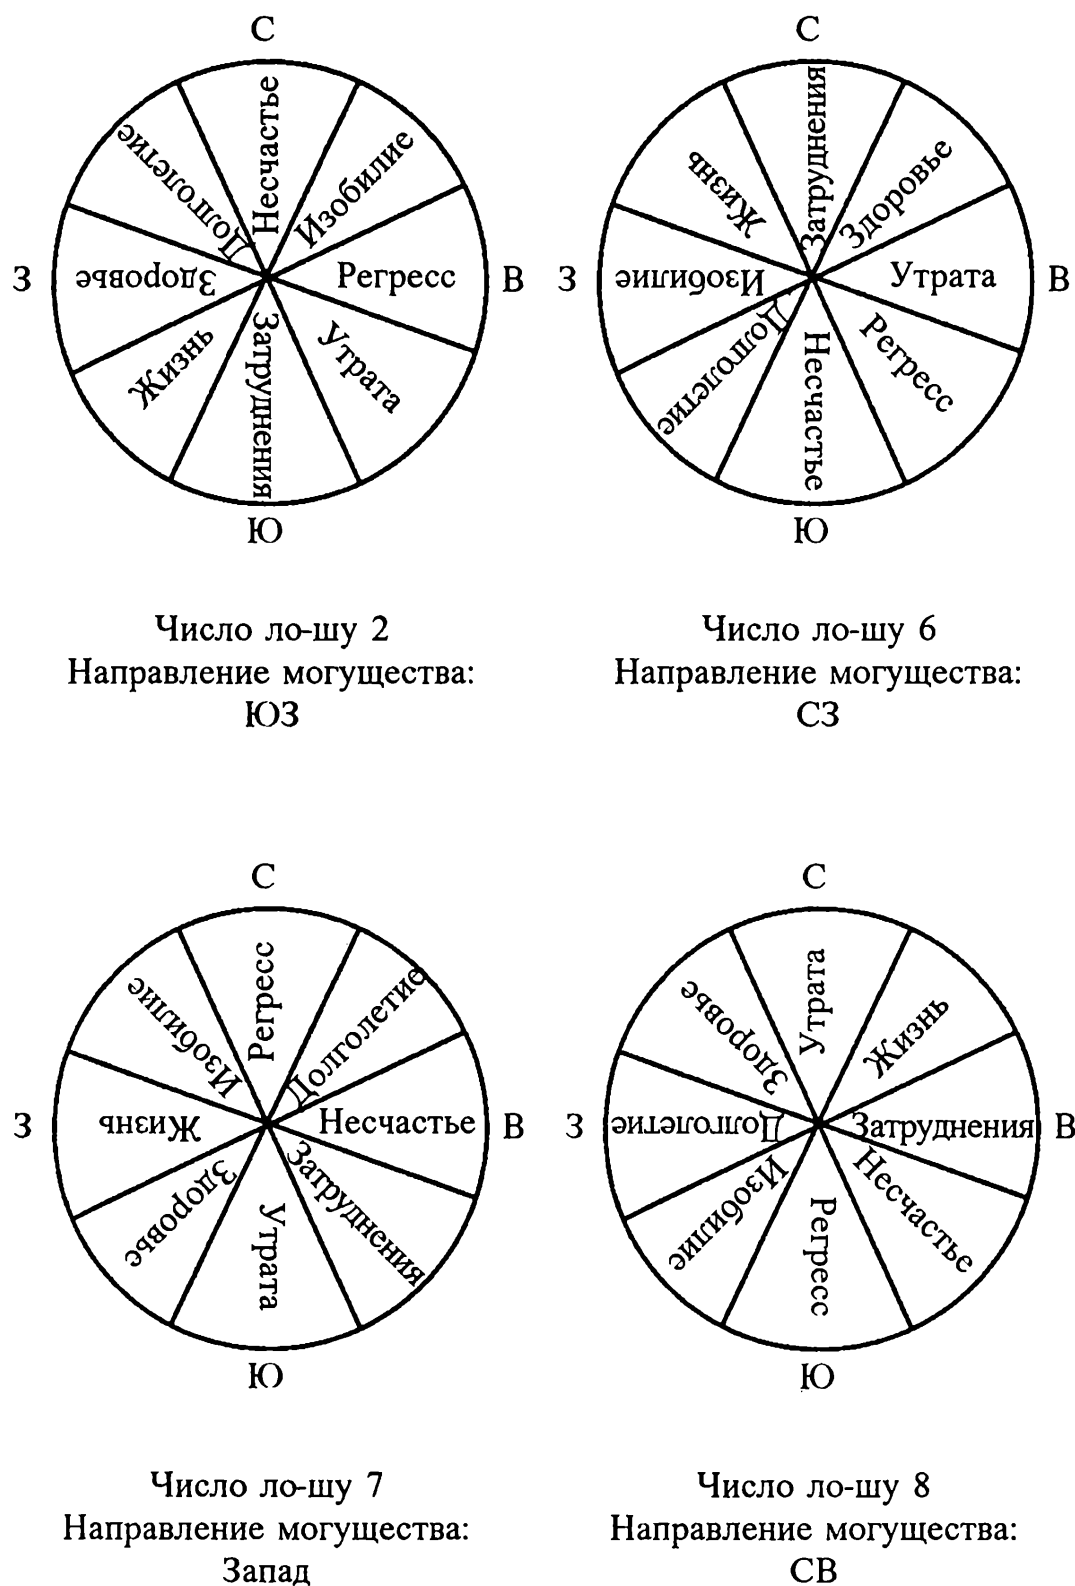 С
Несчастье
Изобилие
Регресс
Утрата
Затруднения
Жизнь
Здоровье
Долголетие
З
В
Ю
Число ло-шу 2
Направление могущества:
ЮЗ
С
Затруднения
Здоровье
Утрата
Регресс
Несчастье
Долголетие
Изобилие
Жизнь
З
В
Ю
Число ло-шу 6
Направление могущества:
СЗ
С
Регресс
Долголетие
Несчастье
Затруднения
Утрата
Здоровье
Жизнь
Изобилие
З
В
Ю
Число ло-шу 7
Направление могущества:
Запад
С
Утрата
Жизнь
Затруднения
Несчастье
Регресс
Изобилие
Долголетие
Здоровье
З
В
Ю
Число ло-шу 8
Направление могущества:
СВ